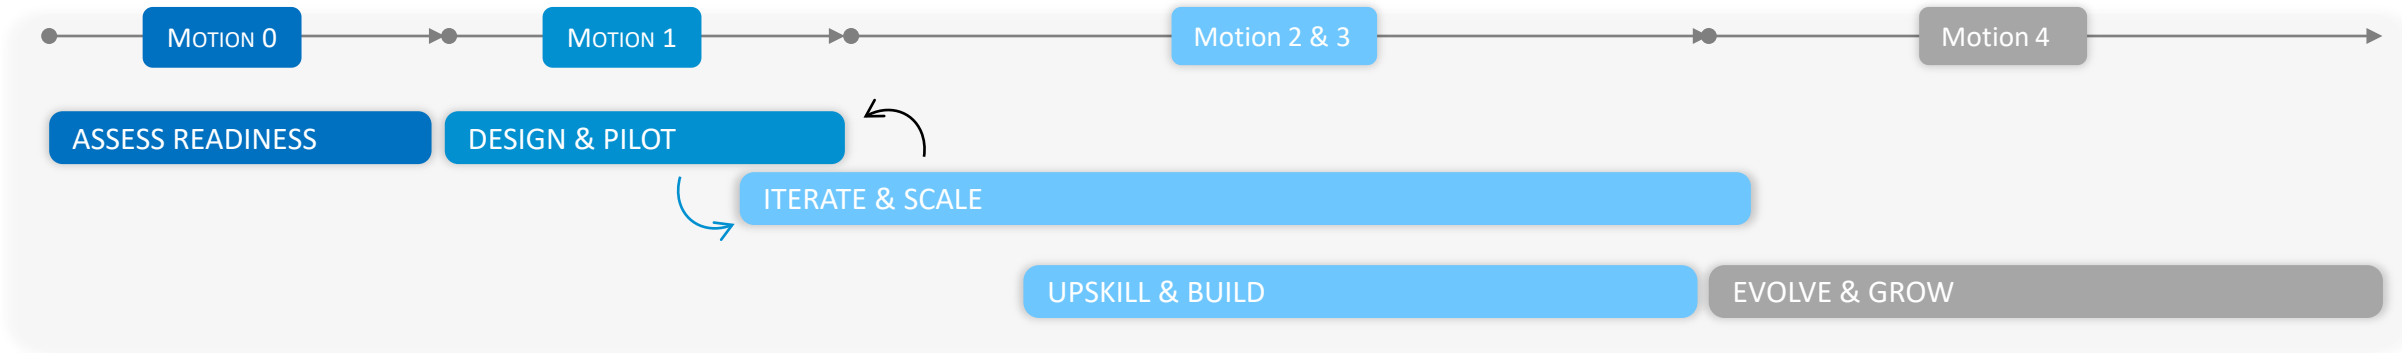 Motion 0
Motion 1
Motion 2 & 3
Motion 4
ASSESS READINESS
DESIGN & PILOT
ITERATE & SCALE
UPSKILL & BUILD
EVOLVE & GROW